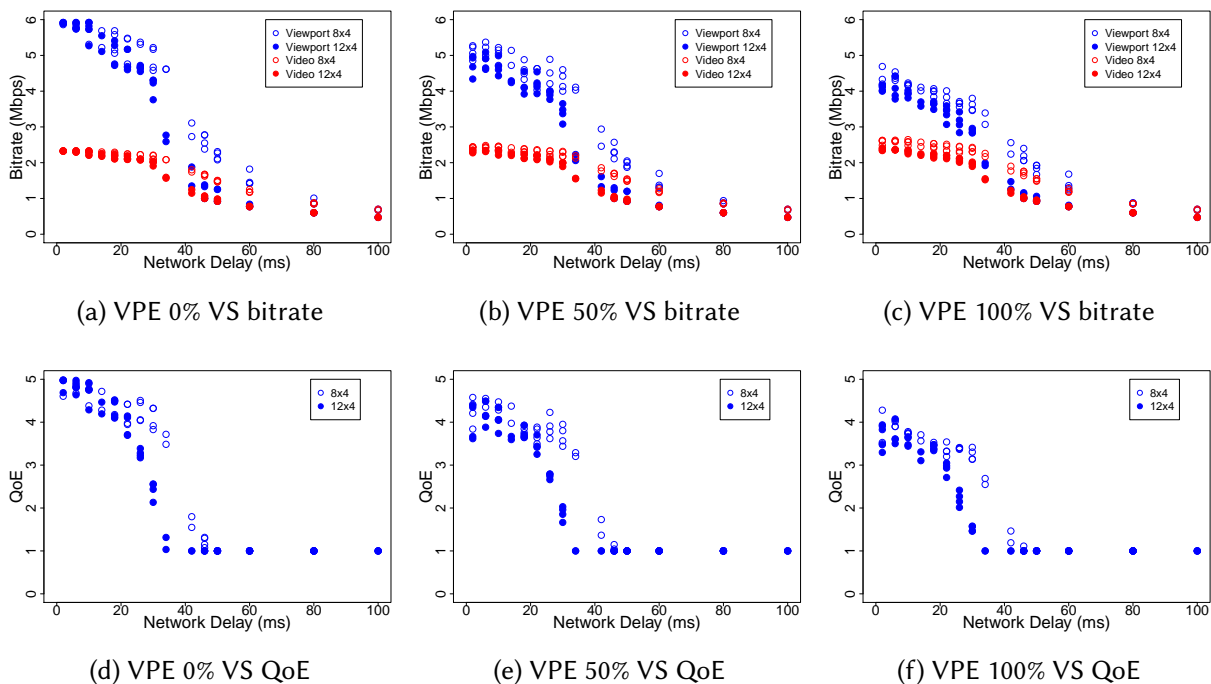 Bitrate (Mbps)
0 1 2 3 4 5 6
Viewport 8x4
Viewport 12x4
Video 8x4
Video 12x4
0 20 40 60 80 100
Network Delay (ms)
(a) VPE 0% VS bitrate
Bitrate (Mbps)
0 1 2 3 4 5 6
Viewport 8x4
Viewport 12x4
Video 8x4
Video 12x4
0 20 40 60 80 100
Network Delay (ms)
(b) VPE 50% VS bitrate
Bitrate (Mbps)
0 1 2 3 4 5 6
Viewport 8x4
Viewport 12x4
Video 8x4
Video 12x4
0 20 40 60 80 100
Network Delay (ms)
(c) VPE 100% VS bitrate
QoE
0 1 2 3 4 5
8x4
12x4
0 20 40 60 80 100
Network Delay (ms)
(d) VPE 0% VS QoE
QoE
0 1 2 3 4 5
8x4
12x4
0 20 40 60 80 100
Network Delay (ms)
(e) VPE 50% VS QoE
QoE
0 1 2 3 4 5
8x4
12x4
0 20 40 60 80 100
Network Delay (ms)
(f) VPE 100% VS QoE